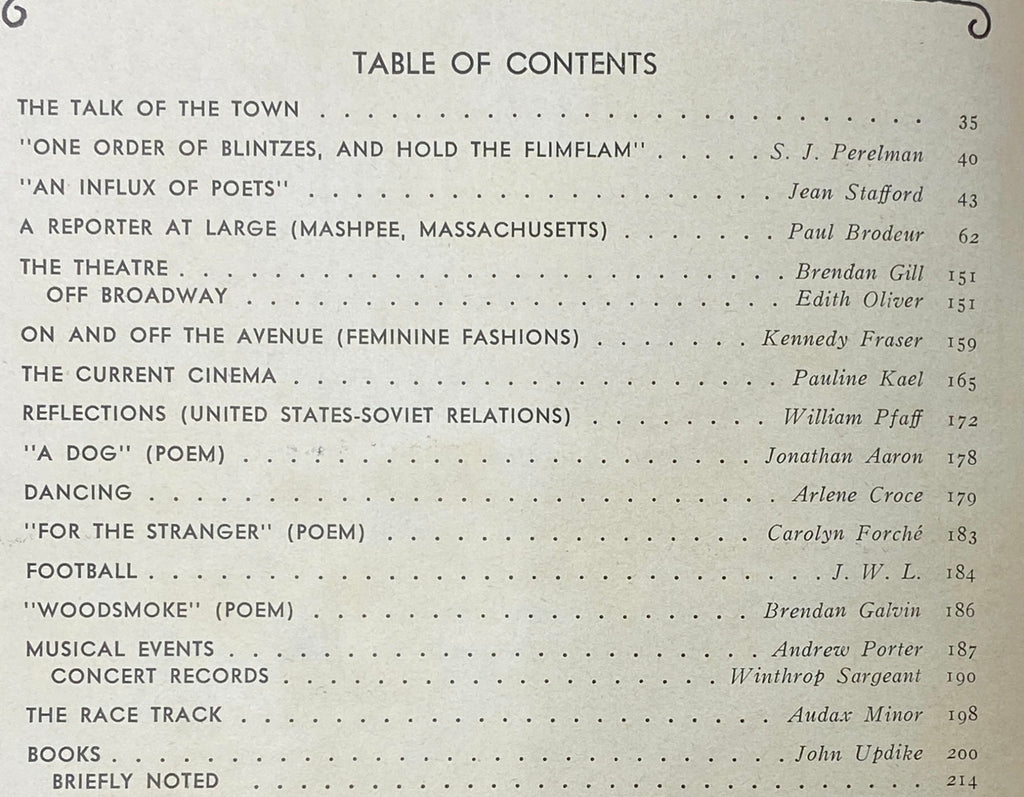 TABLE OF CONTENTS
THE TALK OF THE TOWN . . . . . . . . . . . . . . . . . . . . . . . . . 35
"ONE ORDER OF BLINTZES, AND HOLD THE FLIMFLAM" . . . . . S. J. Perelman 40
"AN INFLUX OF POETS" . . . . . . . . . . . . . . . . . . . Jean Stafford 43
A REPORTER AT LARGE (MASHPEE, MASSACHUSETTS) . . . . . . . Paul Brodeur 62
THE THEATRE . . . . . . . . . . . . . . . . . . . . . . . . Brendan Gill 151
OFF BROADWAY . . . . . . . . . . . . . . . . . . . . . . Edith Oliver 151
ON AND OFF THE AVENUE (FEMININE FASHIONS) . . . . . . . Kennedy Fraser 159
THE CURRENT CINEMA . . . . . . . . . . . . . . . . . . . . Pauline Kael 165
REFLECTIONS (UNITED STATES-SOVIET RELATIONS) . . . . . . . William Pfaff 172
"A DOG" (POEM) . . . . . . . . . . . . . . . . . . . . . Jonathan Aaron 178
DANCING . . . . . . . . . . . . . . . . . . . . . . . . . Arlene Croce 179
"FOR THE STRANGER" (POEM) . . . . . . . . . . . . . . . Carolyn Forché 183
FOOTBALL . . . . . . . . . . . . . . . . . . . . . . . . . . . J. W. L. 184
"WOODSMOKE" (POEM) . . . . . . . . . . . . . . . . . . . Brendan Galvin 186
MUSICAL EVENTS . . . . . . . . . . . . . . . . . . . . . Andrew Porter 187
CONCERT RECORDS . . . . . . . . . . . . . . . . . . . Winthrop Sargeant 190
THE RACE TRACK . . . . . . . . . . . . . . . . . . . . . . Audax Minor 198
BOOKS . . . . . . . . . . . . . . . . . . . . . . . . . . . John Updike 200
BRIEFLY NOTED . . . . . . . . . . . . . . . . . . . . . . . . . . . 214